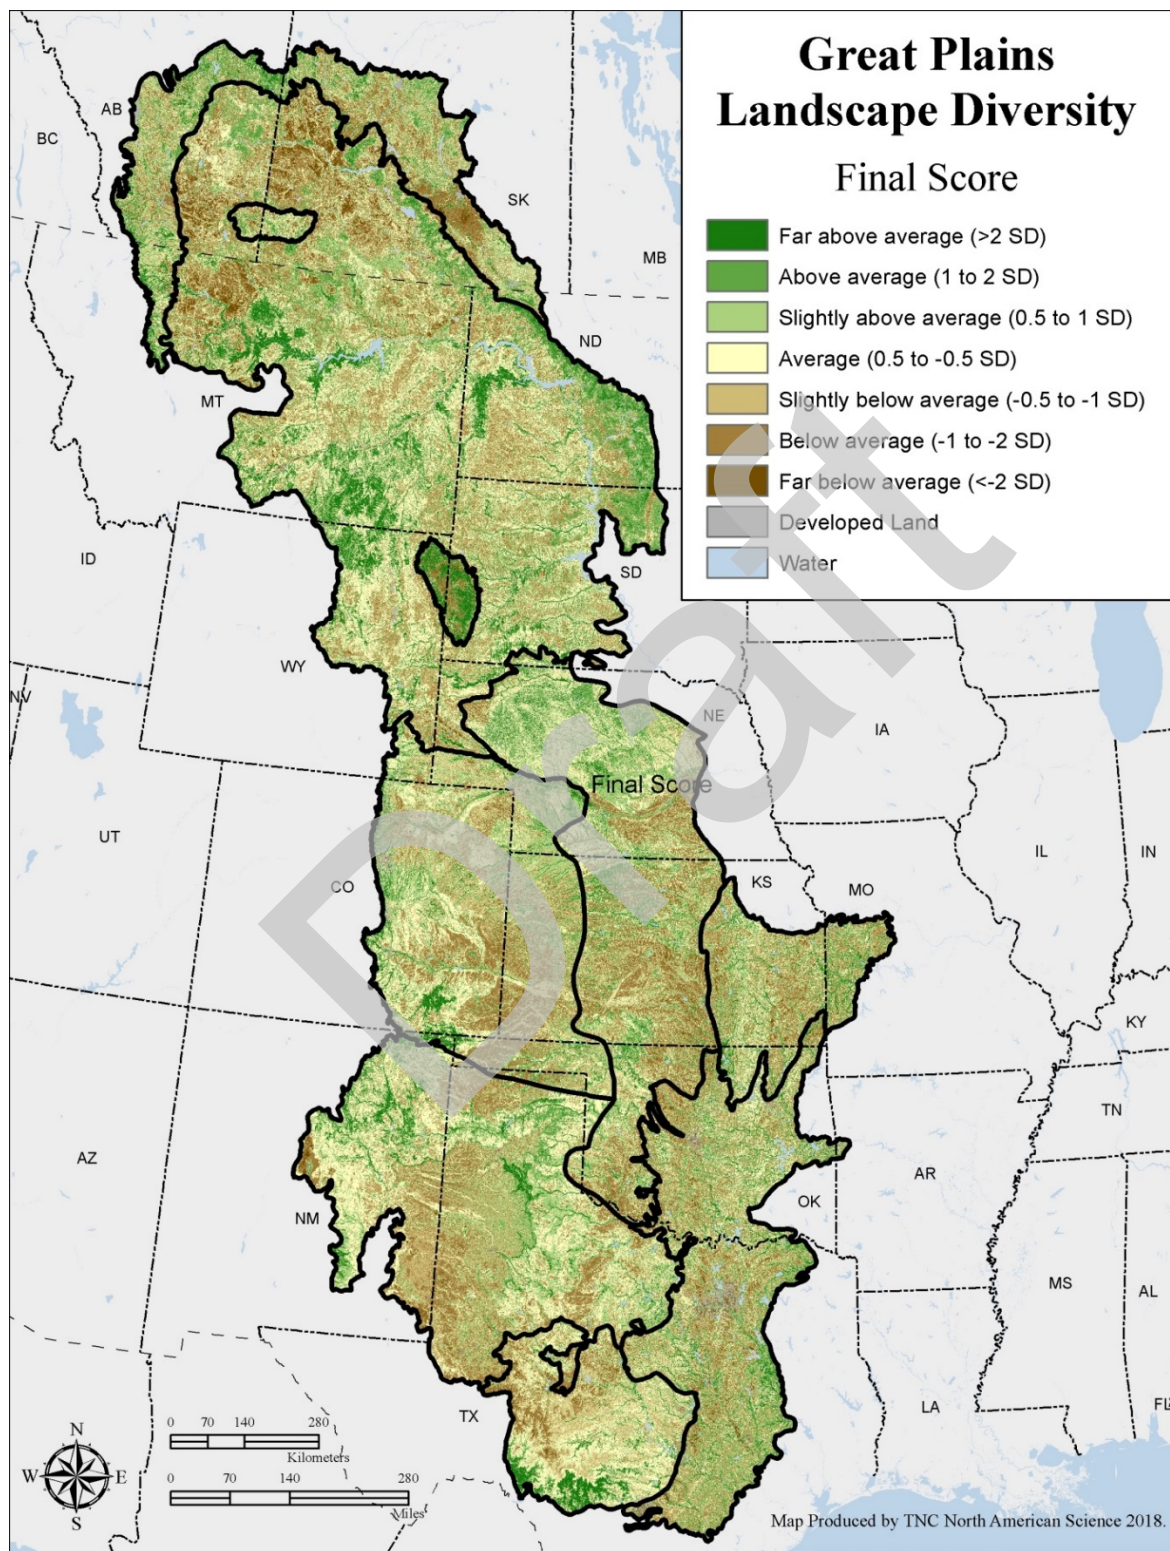 Great Plains
Landscape Diversity
Final Score
Far above average (>2 SD)
Above average (1 to 2 SD)
Slightly above average (0.5 to 1 SD)
Average (0.5 to -0.5 SD)
Slightly below average (-0.5 to -1 SD)
Below average (-1 to -2 SD)
Far below average (<-2 SD)
Developed Land
Water
AB
BC
SK
MB
ND
MT
ID
SD
WY
NV
NE
IA
Final Score
UT
IL
IN
CO
KS
MO
KY
TN
AZ
AR
OK
NM
MS
AL
LA
FL
TX
Draft
N
W
E
S
0 70 140 280
Kilometers
0 70 140 280
Miles
Map Produced by TNC North American Science 2018.